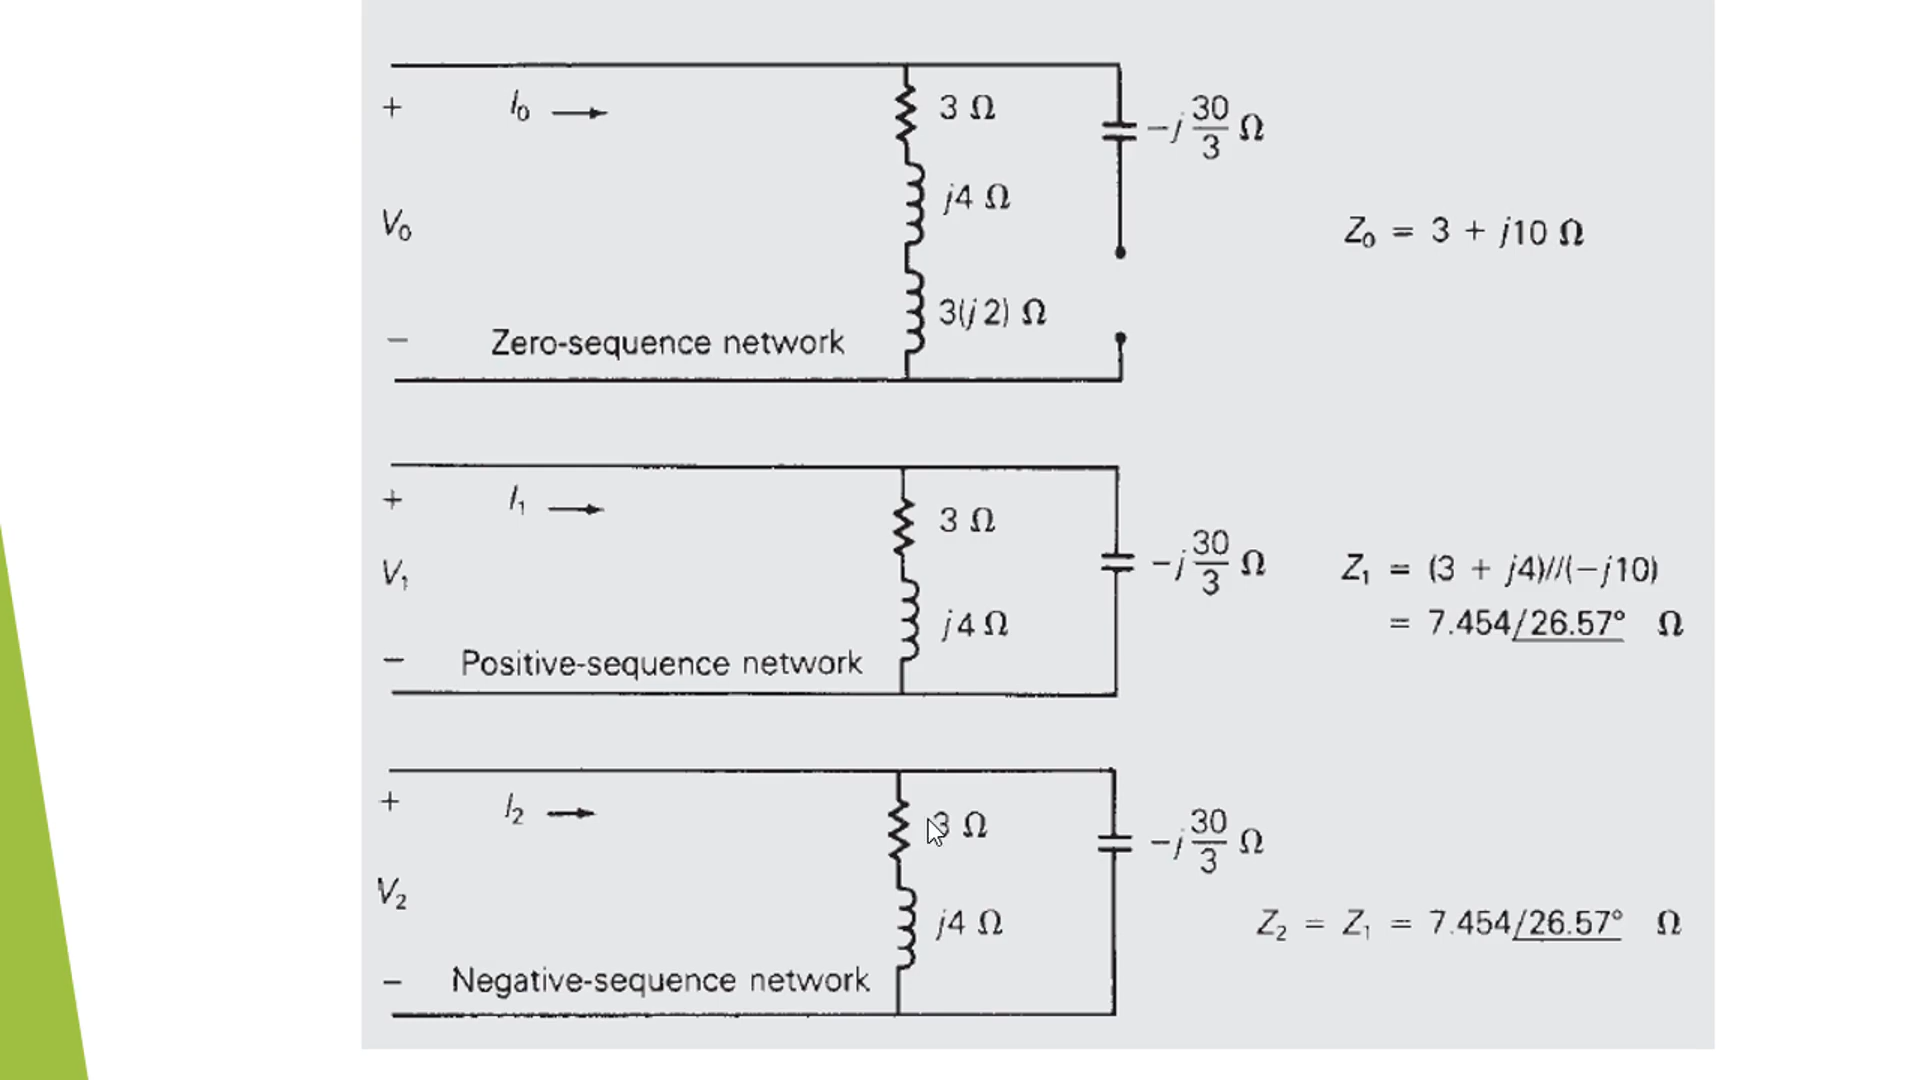 + I₀ → 3 Ω -j 30/3 Ω
j4 Ω
V₀ Z₀ = 3 + j10 Ω
3(j2) Ω
− Zero-sequence network
+ I₁ → 3 Ω -j 30/3 Ω
V₁ Z₁ = (3 + j4)//(−j10)
j4 Ω = 7.454/26.57° Ω
− Positive-sequence network
+ I₂ → 3 Ω -j 30/3 Ω
V₂ j4 Ω Z₂ = Z₁ = 7.454/26.57° Ω
− Negative-sequence network